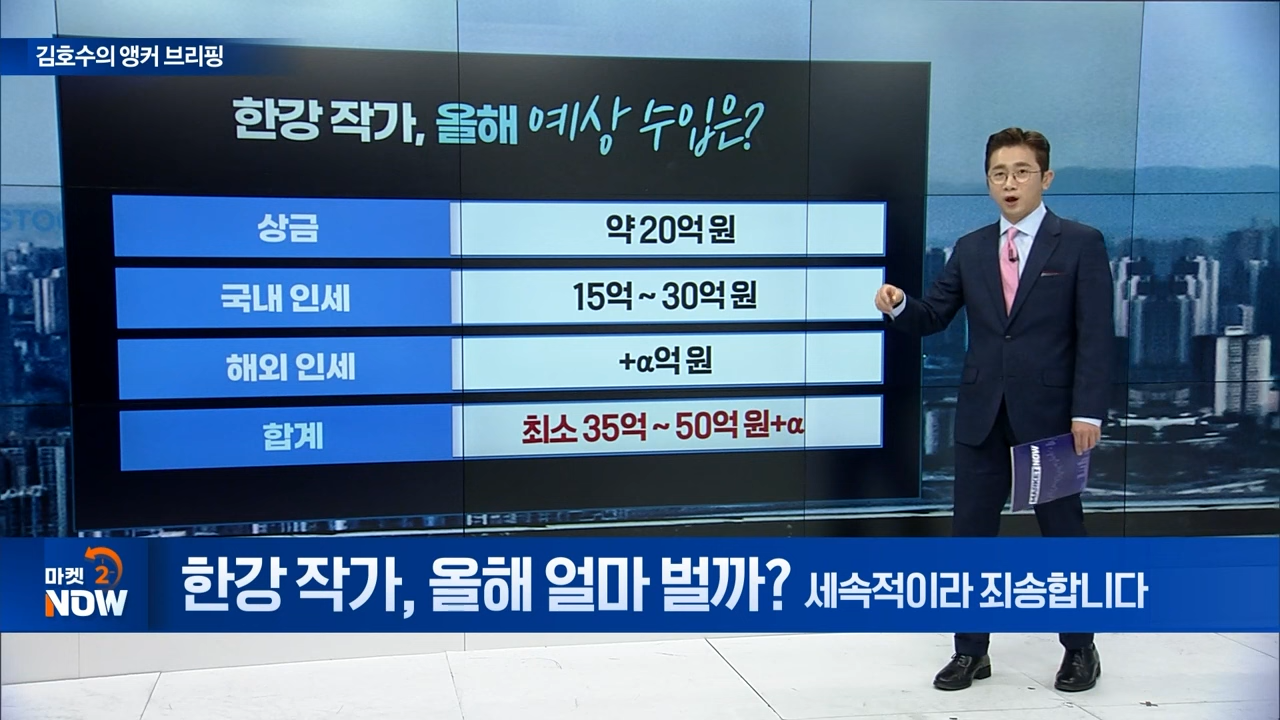 김호수의 앵커 브리핑
한강 작가, 올해 예상 수입은?
상금 약 20억 원
국내 인세 15억 ~ 30억 원
해외 인세 +α억 원
합계 최소 35억 ~ 50억 원+α
STO
MARKET NOW
마켓 2 NOW
한강 작가, 올해 얼마 벌까? 세속적이라 죄송합니다